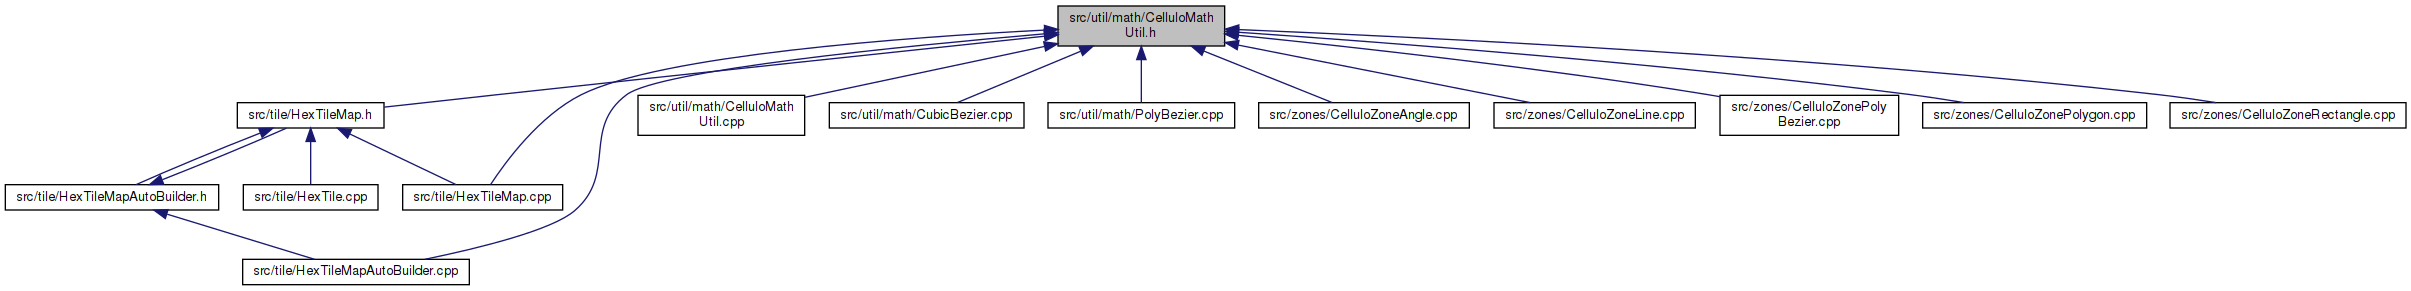 src/util/math/CelluloMath
Util.h
src/tile/HexTileMap.h
src/util/math/CelluloMath
Util.cpp
src/util/math/CubicBezier.cpp
src/util/math/PolyBezier.cpp
src/zones/CelluloZoneAngle.cpp
src/zones/CelluloZoneLine.cpp
src/zones/CelluloZonePoly
Bezier.cpp
src/zones/CelluloZonePolygon.cpp
src/zones/CelluloZoneRectangle.cpp
src/tile/HexTileMapAutoBuilder.h
src/tile/HexTile.cpp
src/tile/HexTileMap.cpp
src/tile/HexTileMapAutoBuilder.cpp